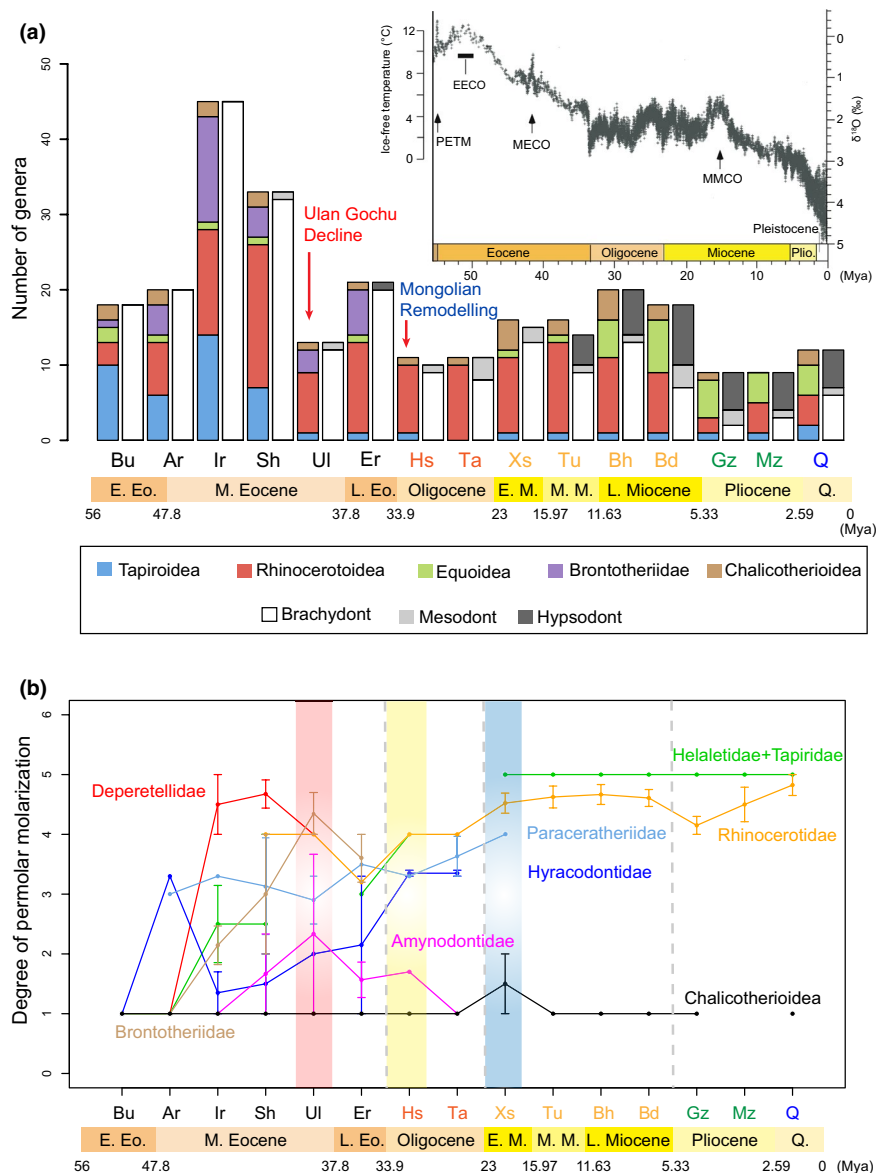 (a)
Number of genera
50
40
30
20
10
0
Ulan Gochu
Decline
Mongolian
Remodelling
Ice-free temperature (°C)
12
8
4
0
PETM
EECO
MECO
MMCO
Pleistocene
δ¹⁸O (‰)
0
1
2
3
4
5
Eocene Oligocene Miocene Plio.
50 40 30 20 10 0 (Mya)
Bu Ar Ir Sh Ul Er Hs Ta Xs Tu Bh Bd Gz Mz Q
E. Eo. M. Eocene L. Eo. Oligocene E. M. M. M. L. Miocene Pliocene Q.
56 47.8 37.8 33.9 23 15.97 11.63 5.33 2.59 0
(Mya)
Tapiroidea Rhinocerotoidea Equoidea Brontotheriidae Chalicotherioidea
Brachydont Mesodont Hypsodont
(b)
Degree of permolar molarization
6
5
4
3
2
1
0
Helaletidae+Tapiridae
Deperetellidae
Rhinocerotidae
Paraceratheriidae
Hyracodontidae
Amynodontidae
Chalicotherioidea
Brontotheriidae
Bu Ar Ir Sh Ul Er Hs Ta Xs Tu Bh Bd Gz Mz Q
E. Eo. M. Eocene L. Eo. Oligocene E. M. M. M. L. Miocene Pliocene Q.
56 47.8 37.8 33.9 23 15.97 11.63 5.33 2.59 0
(Mya)